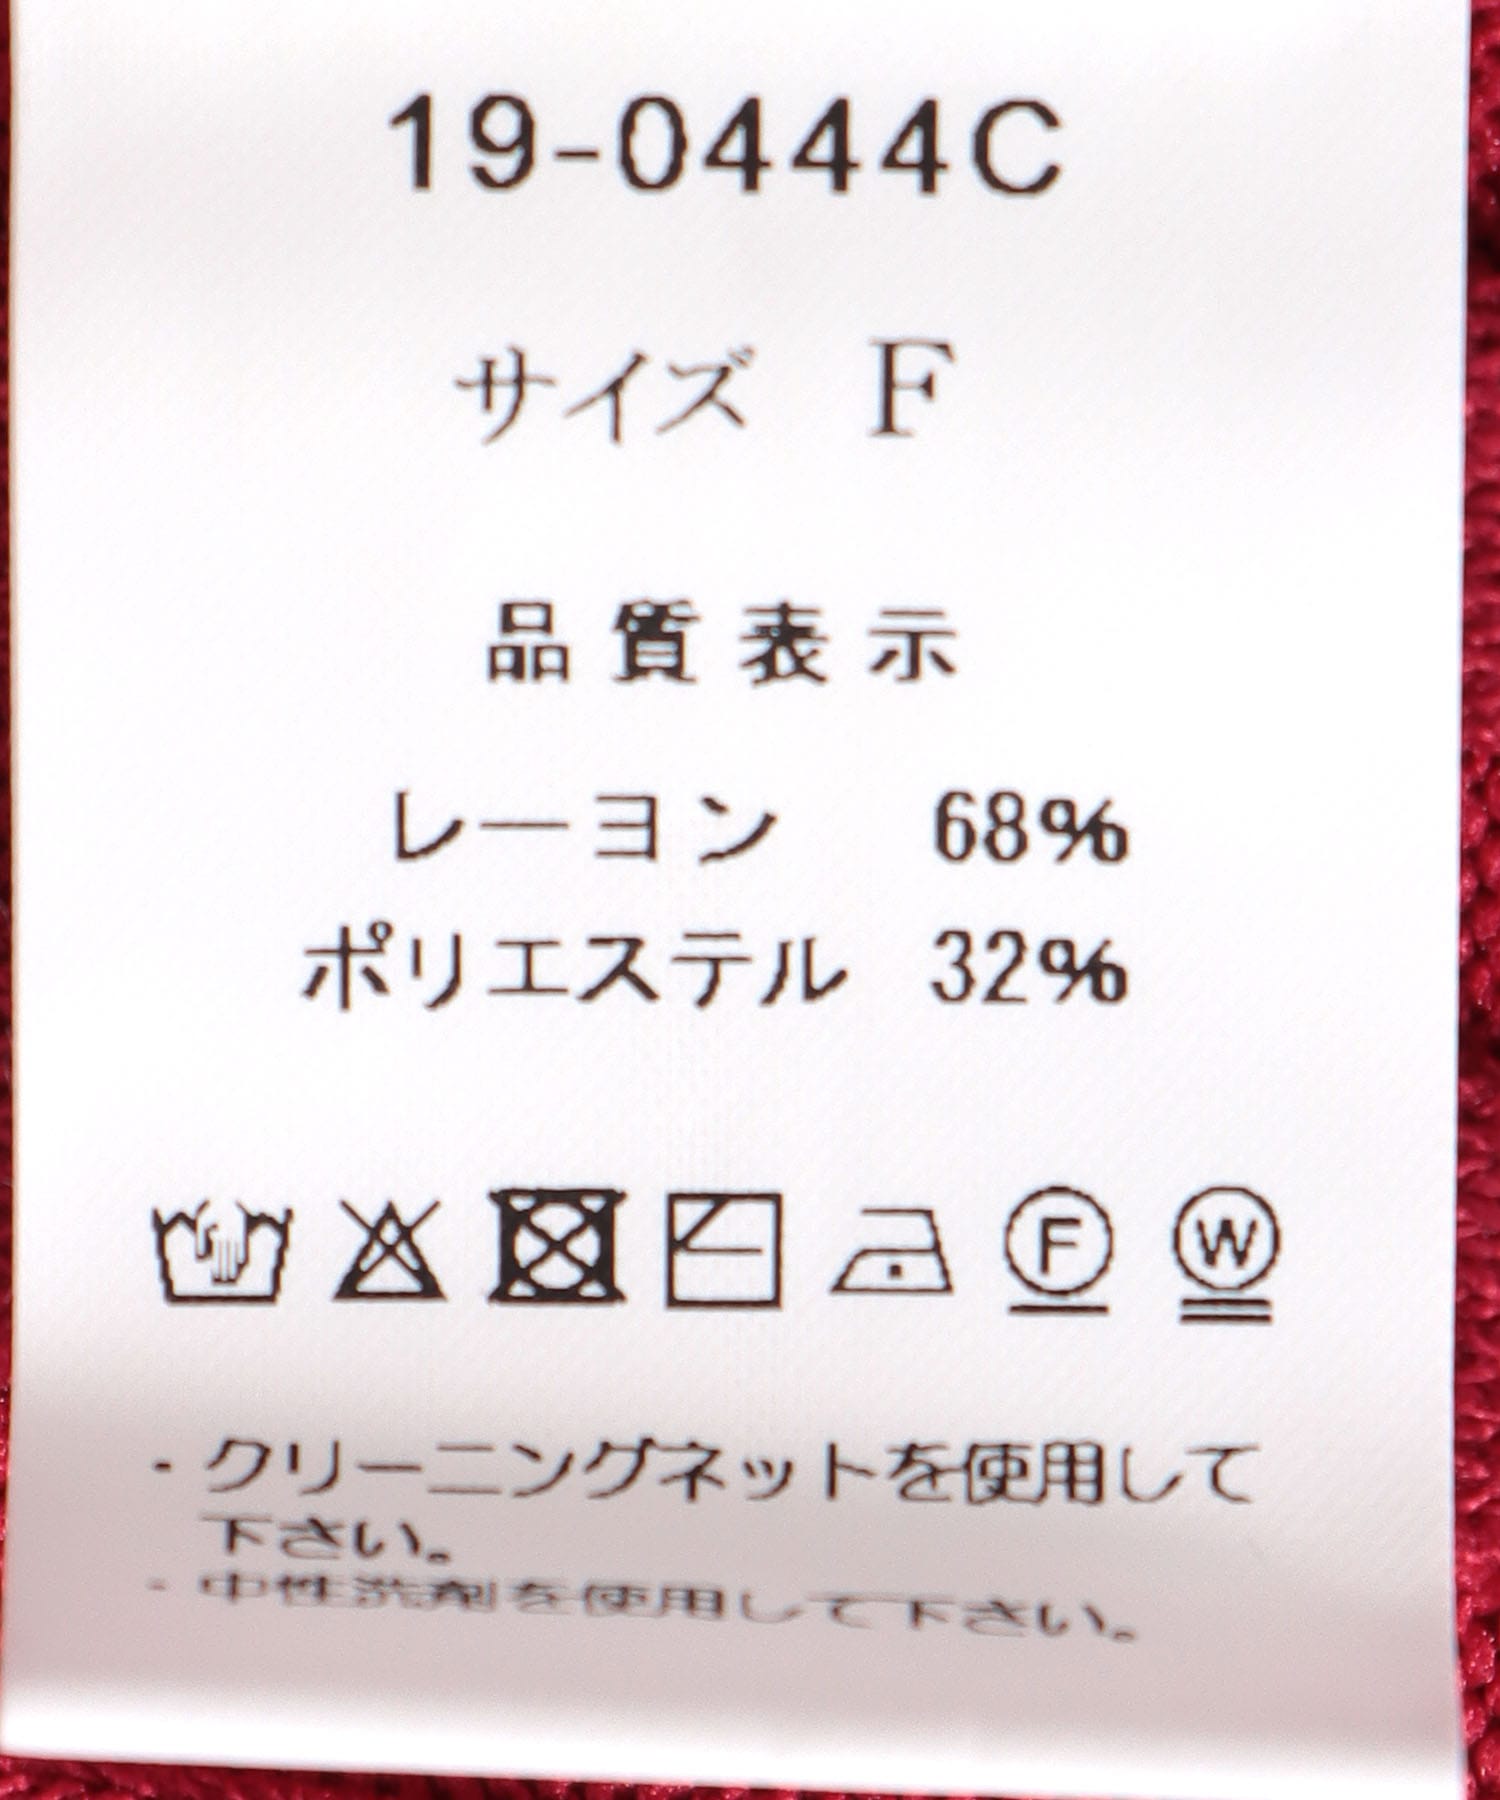 19-0444C
サイズ F
品質表示
レーヨン 68%
ポリエステル 32%
F W
・クリーニングネットを使用して
下さい。
・中性洗剤を使用して下さい。